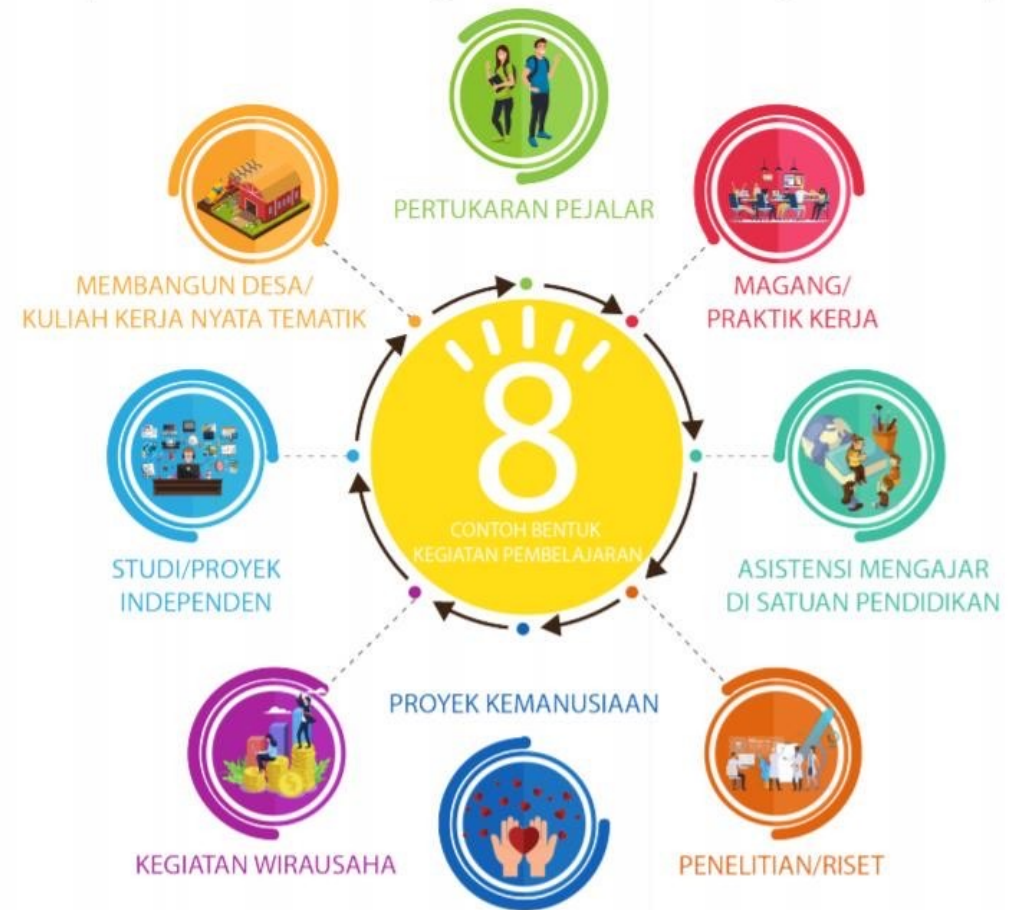 PERTUKARAN PEJALAR
MAGANG/
PRAKTIK KERJA
ASISTENSI MENGAJAR
DI SATUAN PENDIDIKAN
PENELITIAN/RISET
PROYEK KEMANUSIAAN
KEGIATAN WIRAUSAHA
STUDI/PROYEK
INDEPENDEN
MEMBANGUN DESA/
KULIAH KERJA NYATA TEMATIK
8
CONTOH BENTUK
KEGIATAN PEMBELAJARAN